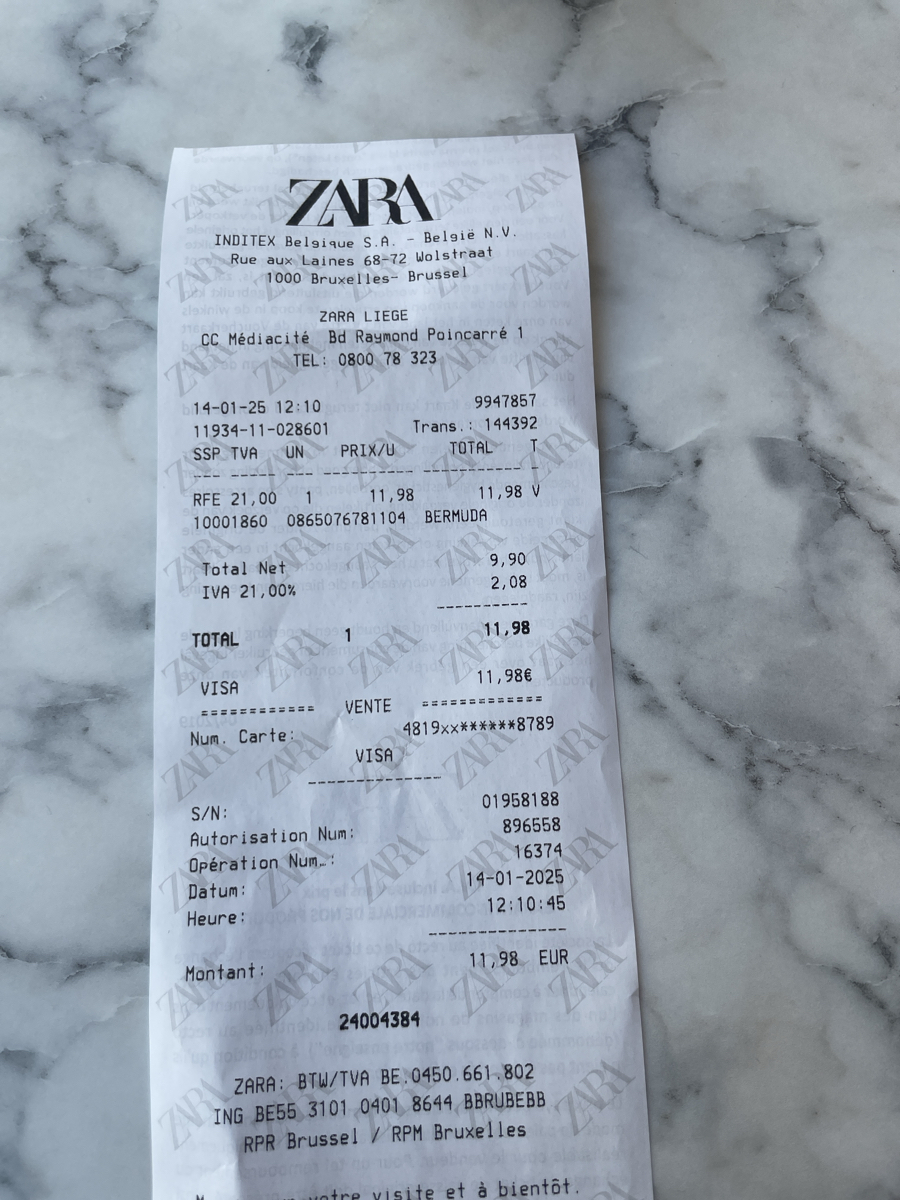 ZARA
INDITEX Belgique S.A. - België N.V.
Rue aux Laines 68-72 Wolstraat
1000 Bruxelles- Brussel
ZARA LIEGE
CC Médiacité Bd Raymond Poincarré 1
TEL: 0800 78 323
14-01-25 12:10 9947857
11934-11-028601 Trans.: 144392
SSP TVA UN PRIX/U TOTAL T
--- --- --- ---------- ---------- -
RFE 21,00 1 11,98 11,98 V
10001860 0865076781104 BERMUDA
Total Net 9,90
IVA 21,00% 2,08
----------
TOTAL 1 11,98
VISA 11,98€
============ VENTE =============
Num. Carte: 4819xx******8789
VISA
--------------
S/N: 01958188
Autorisation Num: 896558
Opération Num.: 16374
Datum: 14-01-2025
Heure: 12:10:45
--------------
Montant: 11,98 EUR
24004384
ZARA: BTW/TVA BE.0450.661.802
ING BE55 3101 0401 8644 BBRUBEBB
RPR Brussel / RPM Bruxelles
votre visite et à bientôt.